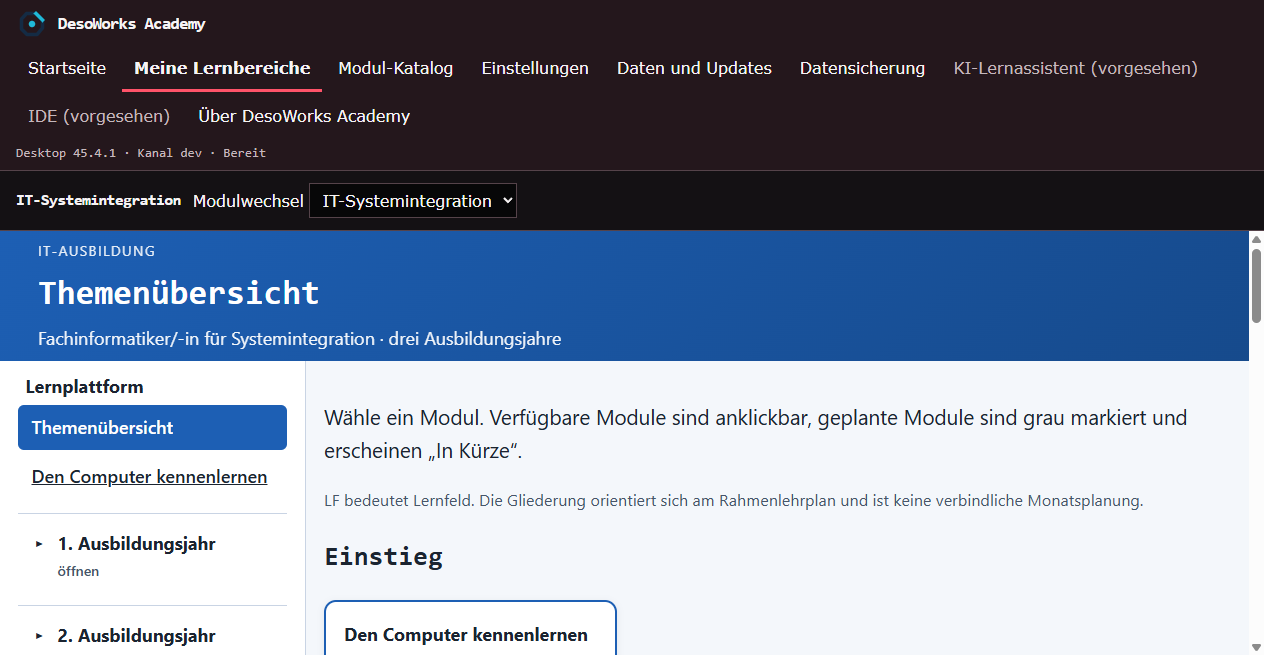 DesoWorks Academy
Startseite Meine Lernbereiche Modul-Katalog Einstellungen Daten und Updates Datensicherung KI-Lernassistent (vorgesehen)
IDE (vorgesehen) Über DesoWorks Academy
Desktop 45.4.1 · Kanal dev · Bereit
IT-Systemintegration Modulwechsel IT-Systemintegration
IT-AUSBILDUNG
Themenübersicht
Fachinformatiker/-in für Systemintegration · drei Ausbildungsjahre
Lernplattform
Themenübersicht
Den Computer kennenlernen
1. Ausbildungsjahr
öffnen
2. Ausbildungsjahr
Wähle ein Modul. Verfügbare Module sind anklickbar, geplante Module sind grau markiert und
erscheinen „In Kürze“.
LF bedeutet Lernfeld. Die Gliederung orientiert sich am Rahmenlehrplan und ist keine verbindliche Monatsplanung.
Einstieg
Den Computer kennenlernen